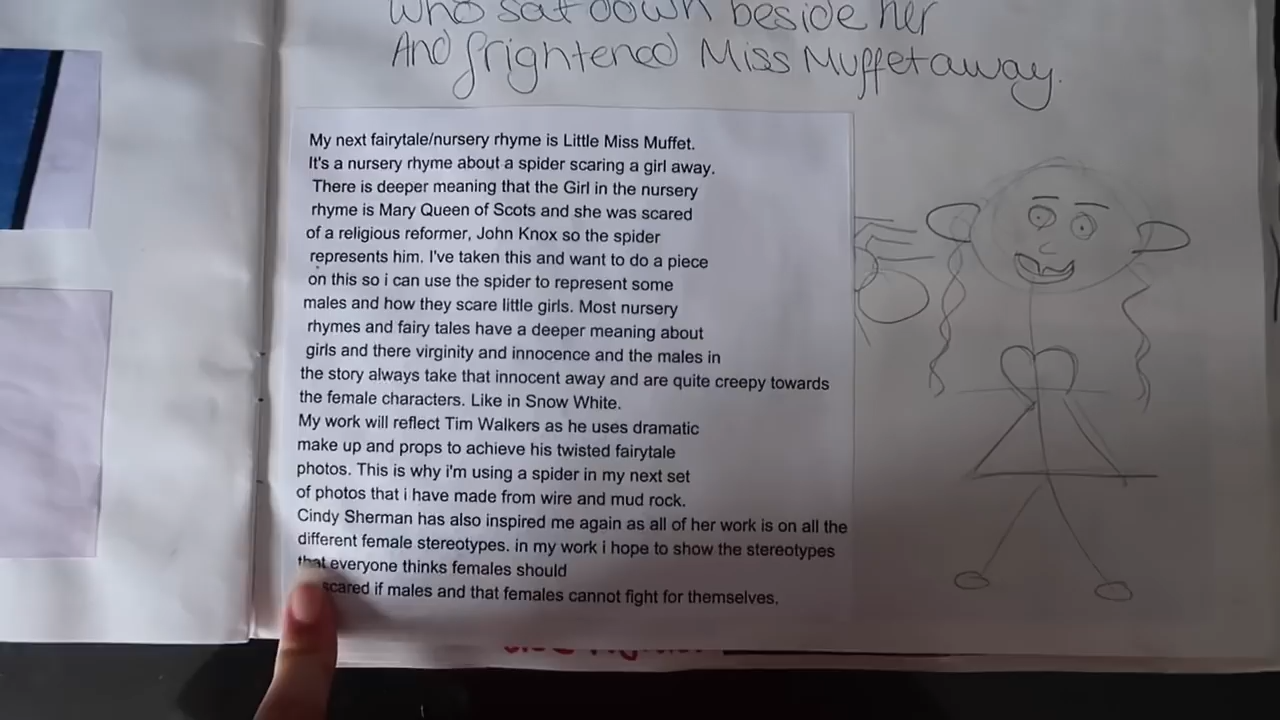 who sat down beside her
And frightened Miss Muffet away.
My next fairytale/nursery rhyme is Little Miss Muffet.
It's a nursery rhyme about a spider scaring a girl away.
There is deeper meaning that the Girl in the nursery
rhyme is Mary Queen of Scots and she was scared
of a religious reformer, John Knox so the spider
represents him. I've taken this and want to do a piece
on this so i can use the spider to represent some
males and how they scare little girls. Most nursery
rhymes and fairy tales have a deeper meaning about
girls and there virginity and innocence and the males in
the story always take that innocent away and are quite creepy towards
the female characters. Like in Snow White.
My work will reflect Tim Walkers as he uses dramatic
make up and props to achieve his twisted fairytale
photos. This is why i'm using a spider in my next set
of photos that i have made from wire and mud rock.
Cindy Sherman has also inspired me again as all of her work is on all the
different female stereotypes. in my work i hope to show the stereotypes
that everyone thinks females should
scared if males and that females cannot fight for themselves.